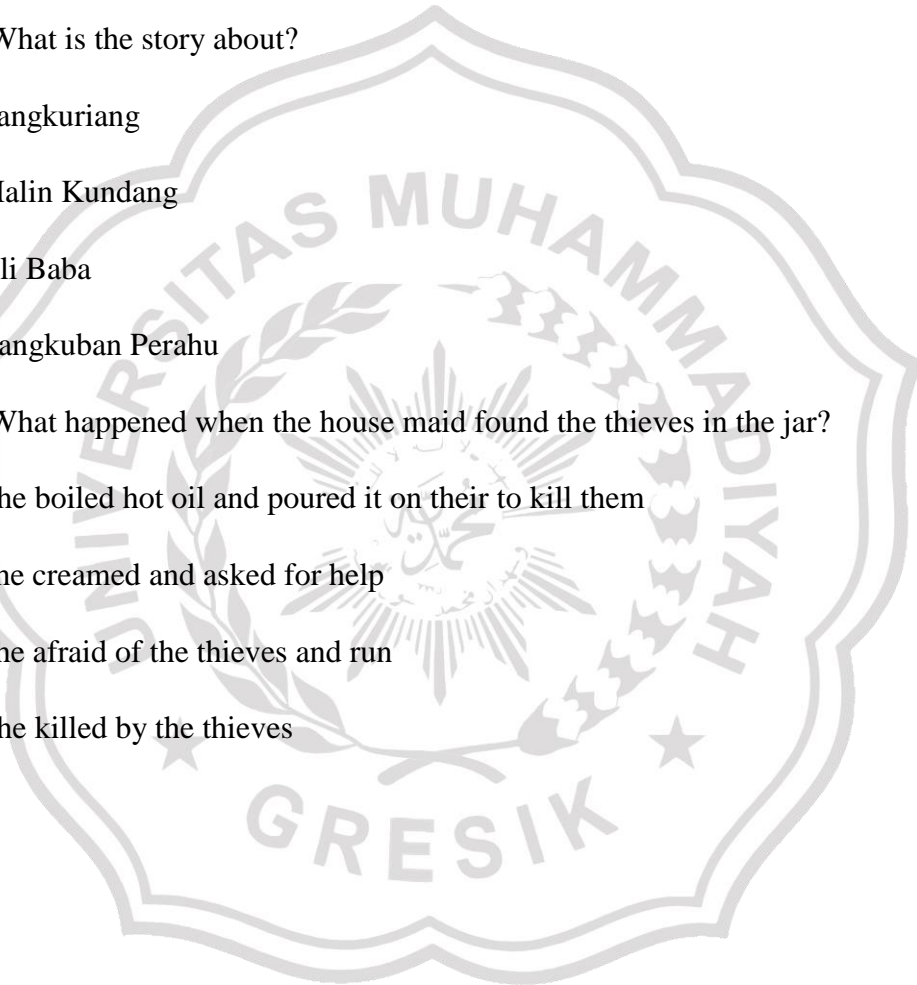 What is the story about?
angkuriang
Malin Kundang
li Baba
angkuban Perahu
What happened when the house maid found the thieves in the jar?
he boiled hot oil and poured it on their to kill them
he creamed and asked for help
he afraid of the thieves and run
he killed by the thieves
UNIVERSITAS MUHAMMADIYAH
GRESIK